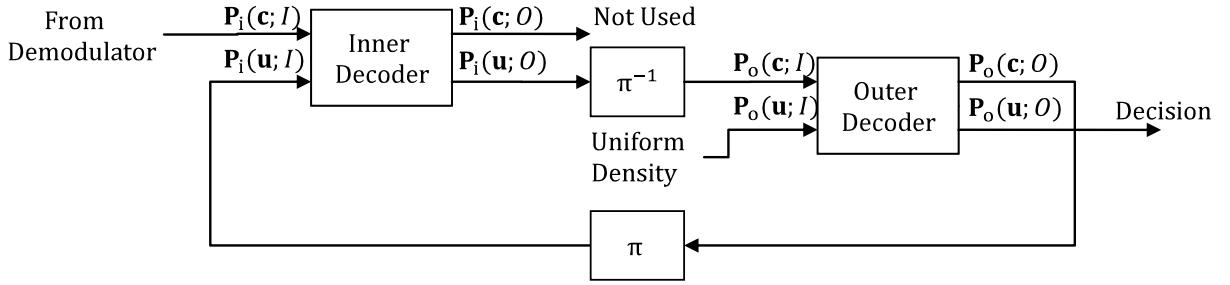 From
Demodulator
𝐏ᵢ(𝐜; I)
𝐏ᵢ(𝐮; I)
Inner
Decoder
𝐏ᵢ(𝐜; O)
𝐏ᵢ(𝐮; O)
Not Used
π⁻¹
Uniform
Density
𝐏ₒ(𝐜; I)
𝐏ₒ(𝐮; I)
Outer
Decoder
𝐏ₒ(𝐜; O)
𝐏ₒ(𝐮; O)
Decision
π